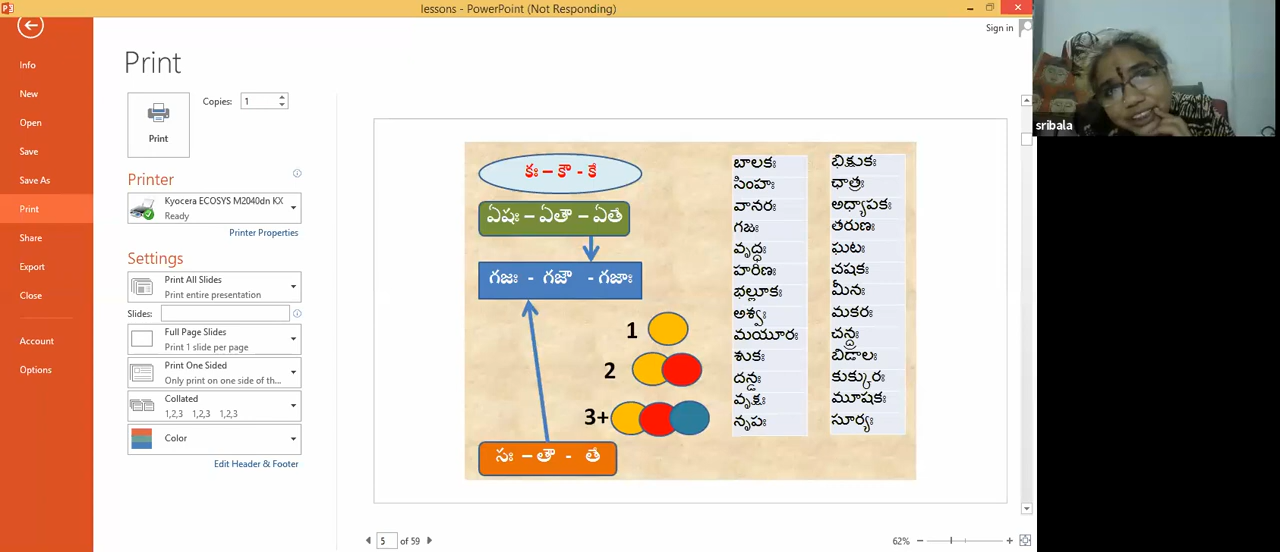 lessons - PowerPoint (Not Responding)
Sign in
Info
New
Open
Save
Save As
Print
Share
Export
Close
Account
Options
Print
Print
Copies: 1
Printer
Kyocera ECOSYS M2040dn KX
Ready
Printer Properties
Settings
Print All Slides
Print entire presentation
Slides:
Full Page Slides
Print 1 slide per page
Print One Sided
Only print on one side of th...
Collated
1,2,3 1,2,3 1,2,3
Color
Edit Header & Footer
కః – కౌ - కే
ఏషః – ఏతౌ – ఏతే
గజః - గజౌ - గజాః
1
2
3+
సః – తౌ - తే
బాలకః
సింహః
వానరః
గజః
వృద్ధః
హరిణః
భల్లూకః
అశ్వః
మయూరః
శుకః
దణ్డః
వృక్షః
నృపః
భిక్షుకః
ఛాత్రః
అధ్యాపకః
తరుణః
ఘటః
చషకః
మీనః
మకరః
చన్ద్రః
బిడాలః
కుక్కురః
మూషకః
సూర్యః
5 of 59
62%
sribala